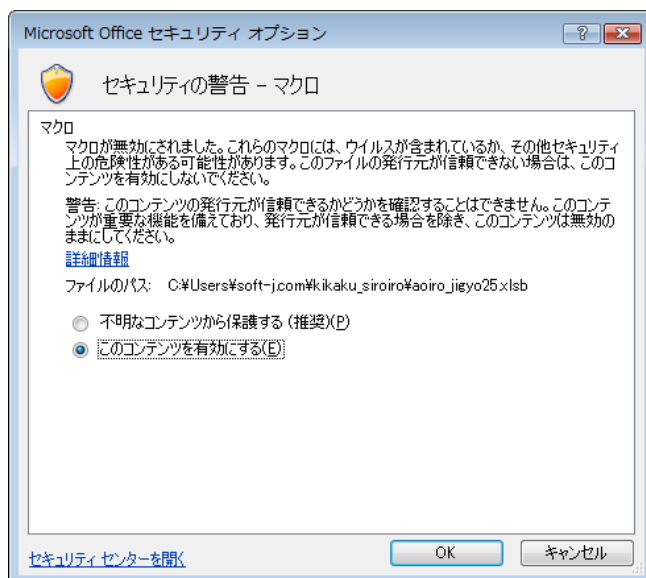 Microsoft Office セキュリティ オプション
セキュリティの警告 - マクロ
マクロ
マクロが無効にされました。これらのマクロには、ウイルスが含まれているか、その他セキュリティ
上の危険性がある可能性があります。このファイルの発行元が信頼できない場合は、このコ
ンテンツを有効にしないでください。
警告: このコンテンツの発行元が信頼できるかどうかを確認することはできません。このコンテ
ンツが重要な機能を備えており、発行元が信頼できる場合を除き、このコンテンツは無効の
ままにしてください。
詳細情報
ファイルのパス: C:¥Users¥soft-j.com¥kikaku_siroiro¥aoiro_jigyo25.xlsb
不明なコンテンツから保護する (推奨)(P)
このコンテンツを有効にする(E)
セキュリティ センターを開く
OK
キャンセル